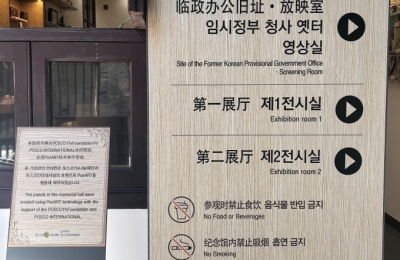 临政办公旧址·放映室
임시정부 청사 옛터
영상실
Site of the Former Korean Provisional Government Office
· Screening Room
第一展厅 제1전시실
Exhibition room 1
第二展厅 제2전시실
Exhibition room 2
参观时禁止食饮 음식물 반입 금지
No Food or Beverages
纪念馆内禁止吸烟 흡연 금지
No Smoking
The panels in this memorial hall were
created using PosART technology with the
support of the POSCO1%Foundation and
POSCO INTERNATIONAL.